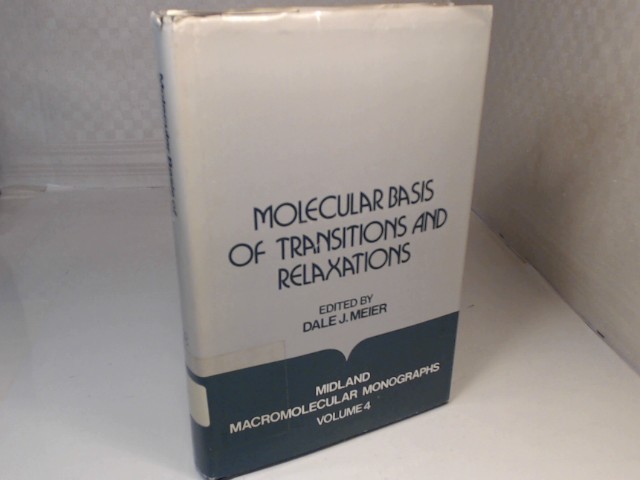 MOLECULAR BASIS
OF TRANSITIONS AND
RELAXATIONS
EDITED BY
DALE J. MEIER
MIDLAND
MACROMOLECULAR MONOGRAPHS
VOLUME 4